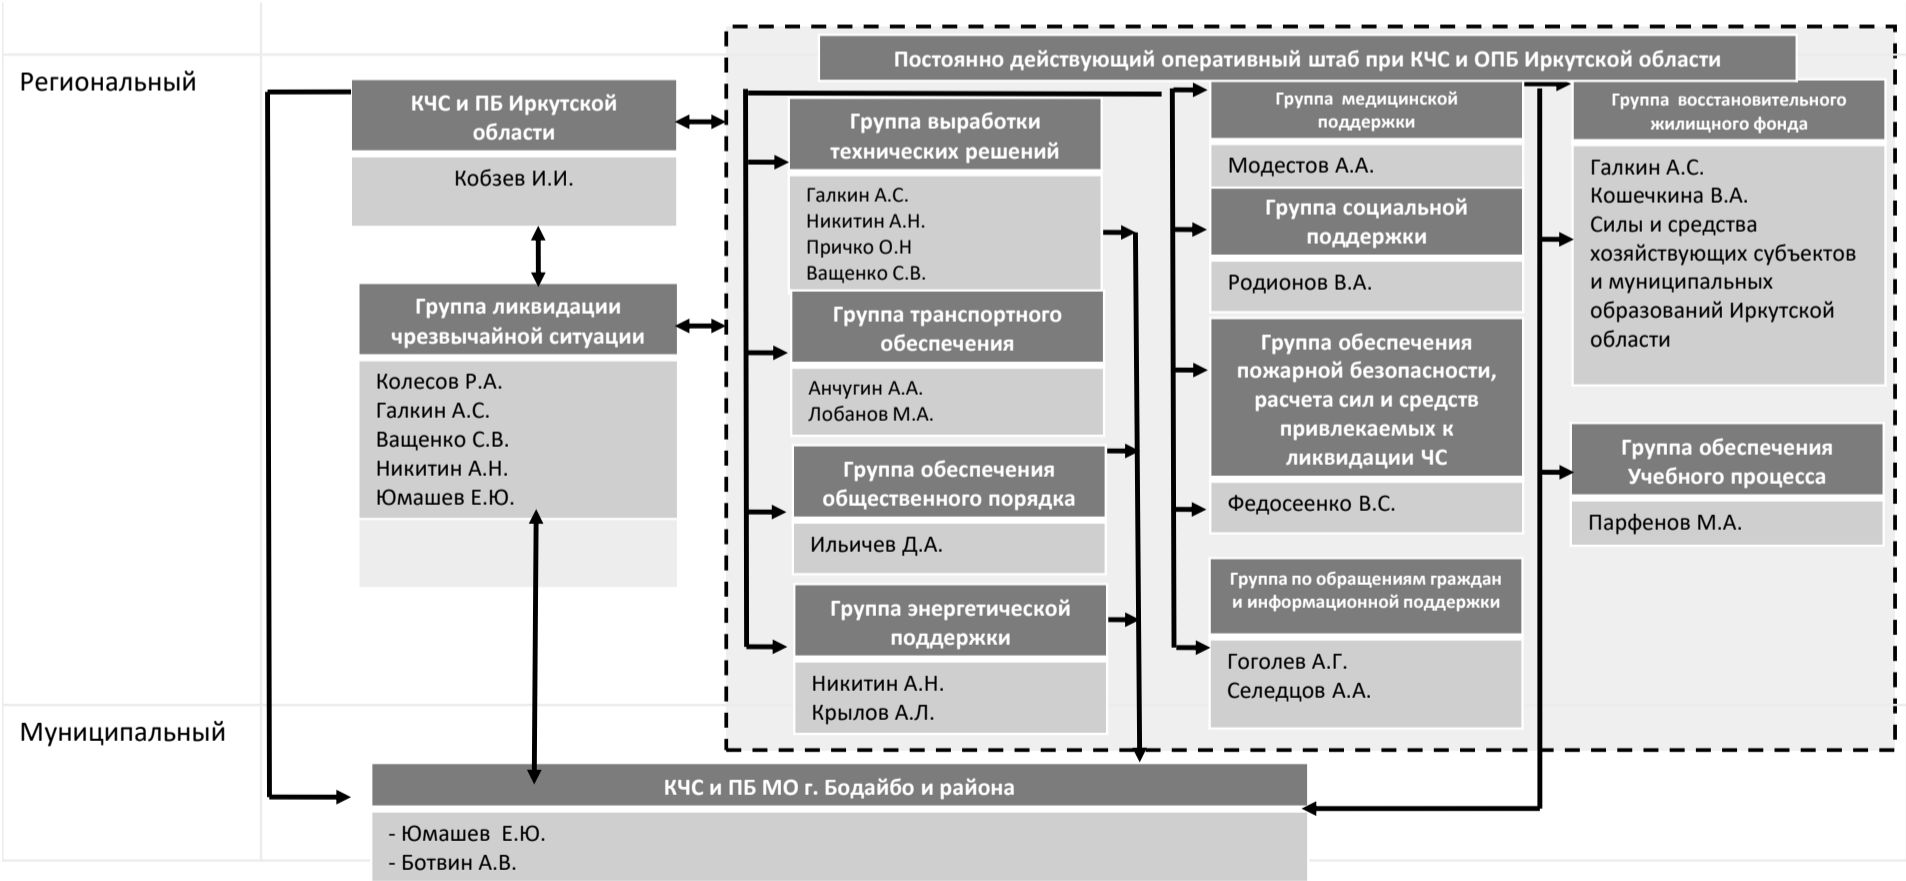 Региональный
КЧС и ПБ Иркутской
области
Кобзев И.И.
Группа ликвидации
чрезвычайной ситуации
Колесов Р.А.
Галкин А.С.
Ващенко С.В.
Никитин А.Н.
Юмашев Е.Ю.
Постоянно действующий оперативный штаб при КЧС и ОПБ Иркутской области
Группа выработки
технических решений
Галкин А.С.
Никитин А.Н.
Причко О.Н
Ващенко С.В.
Группа транспортного
обеспечения
Анчугин А.А.
Лобанов М.А.
Группа обеспечения
общественного порядка
Ильичев Д.А.
Группа энергетической
поддержки
Никитин А.Н.
Крылов А.Л.
Группа медицинской
поддержки
Модестов А.А.
Группа социальной
поддержки
Родионов В.А.
Группа обеспечения
пожарной безопасности,
расчета сил и средств
привлекаемых к
ликвидации ЧС
Федосеенко В.С.
Группа по обращениям граждан
и информационной поддержки
Гоголев А.Г.
Селедцов А.А.
Группа восстановительного
жилищного фонда
Галкин А.С.
Кошечкина В.А.
Силы и средства
хозяйствующих субъектов
и муниципальных
образований Иркутской
области
Группа обеспечения
Учебного процесса
Парфенов М.А.
Муниципальный
КЧС и ПБ МО г. Бодайбо и района
- Юмашев Е.Ю.
- Ботвин А.В.